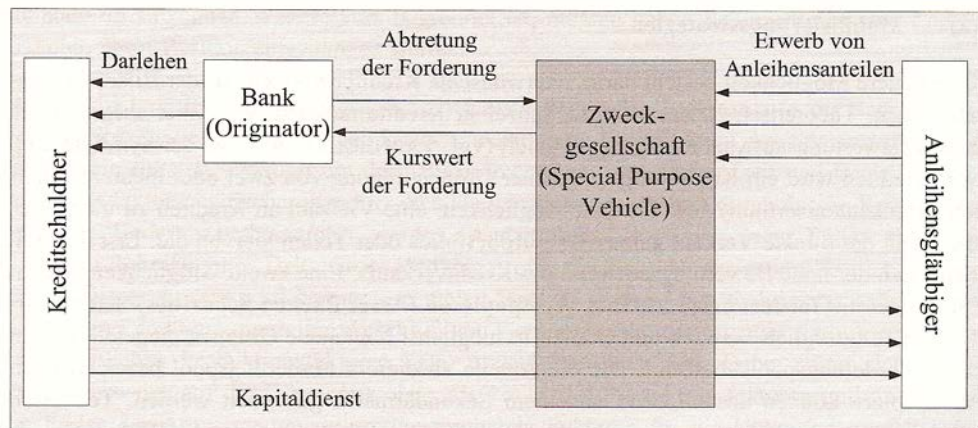 Kreditschuldner
Darlehen
Bank
(Originator)
Abtretung
der Forderung
Kurswert
der Forderung
Zweck-
gesellschaft
(Special Purpose
Vehicle)
Erwerb von
Anleihensanteilen
Anleihensgläubiger
Kapitaldienst